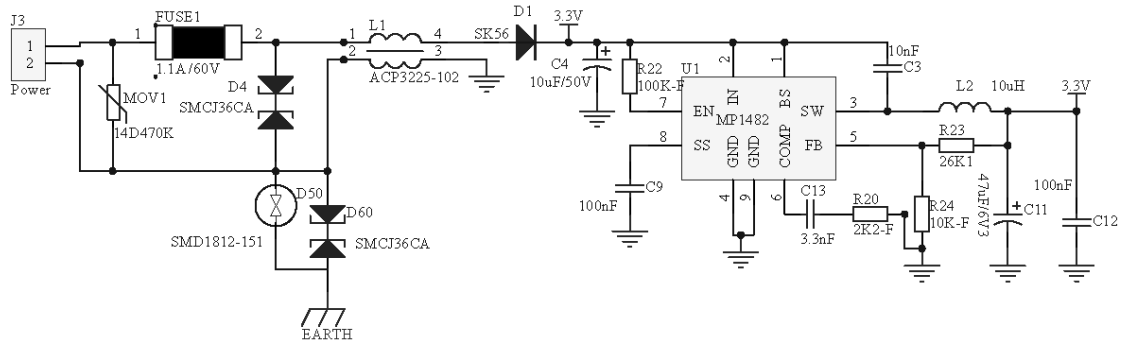 J3
1
2
Power
FUSE1
1
2
1.1A/60V
MOV1
14D470K
D4
SMCJ36CA
L1
1
4
2
3
ACP3225-102
SK56
D1
3.3V
C4
10uF/50V
R22
100K-F
U1
MP1482
EN
IN
BS
SW
SS
GND
GND
COMP
FB
7
8
2
1
3
5
4
9
6
10nF
C3
L2
10uH
3.3V
R23
26K1
C9
100nF
C13
3.3nF
R20
2K2-F
R24
10K-F
47uF/6V3
C11
100nF
C12
D50
SMD1812-151
D60
SMCJ36CA
EARTH